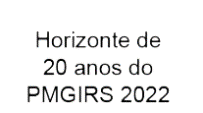 Horizonte de
20 anos do
PMGIRS 2022